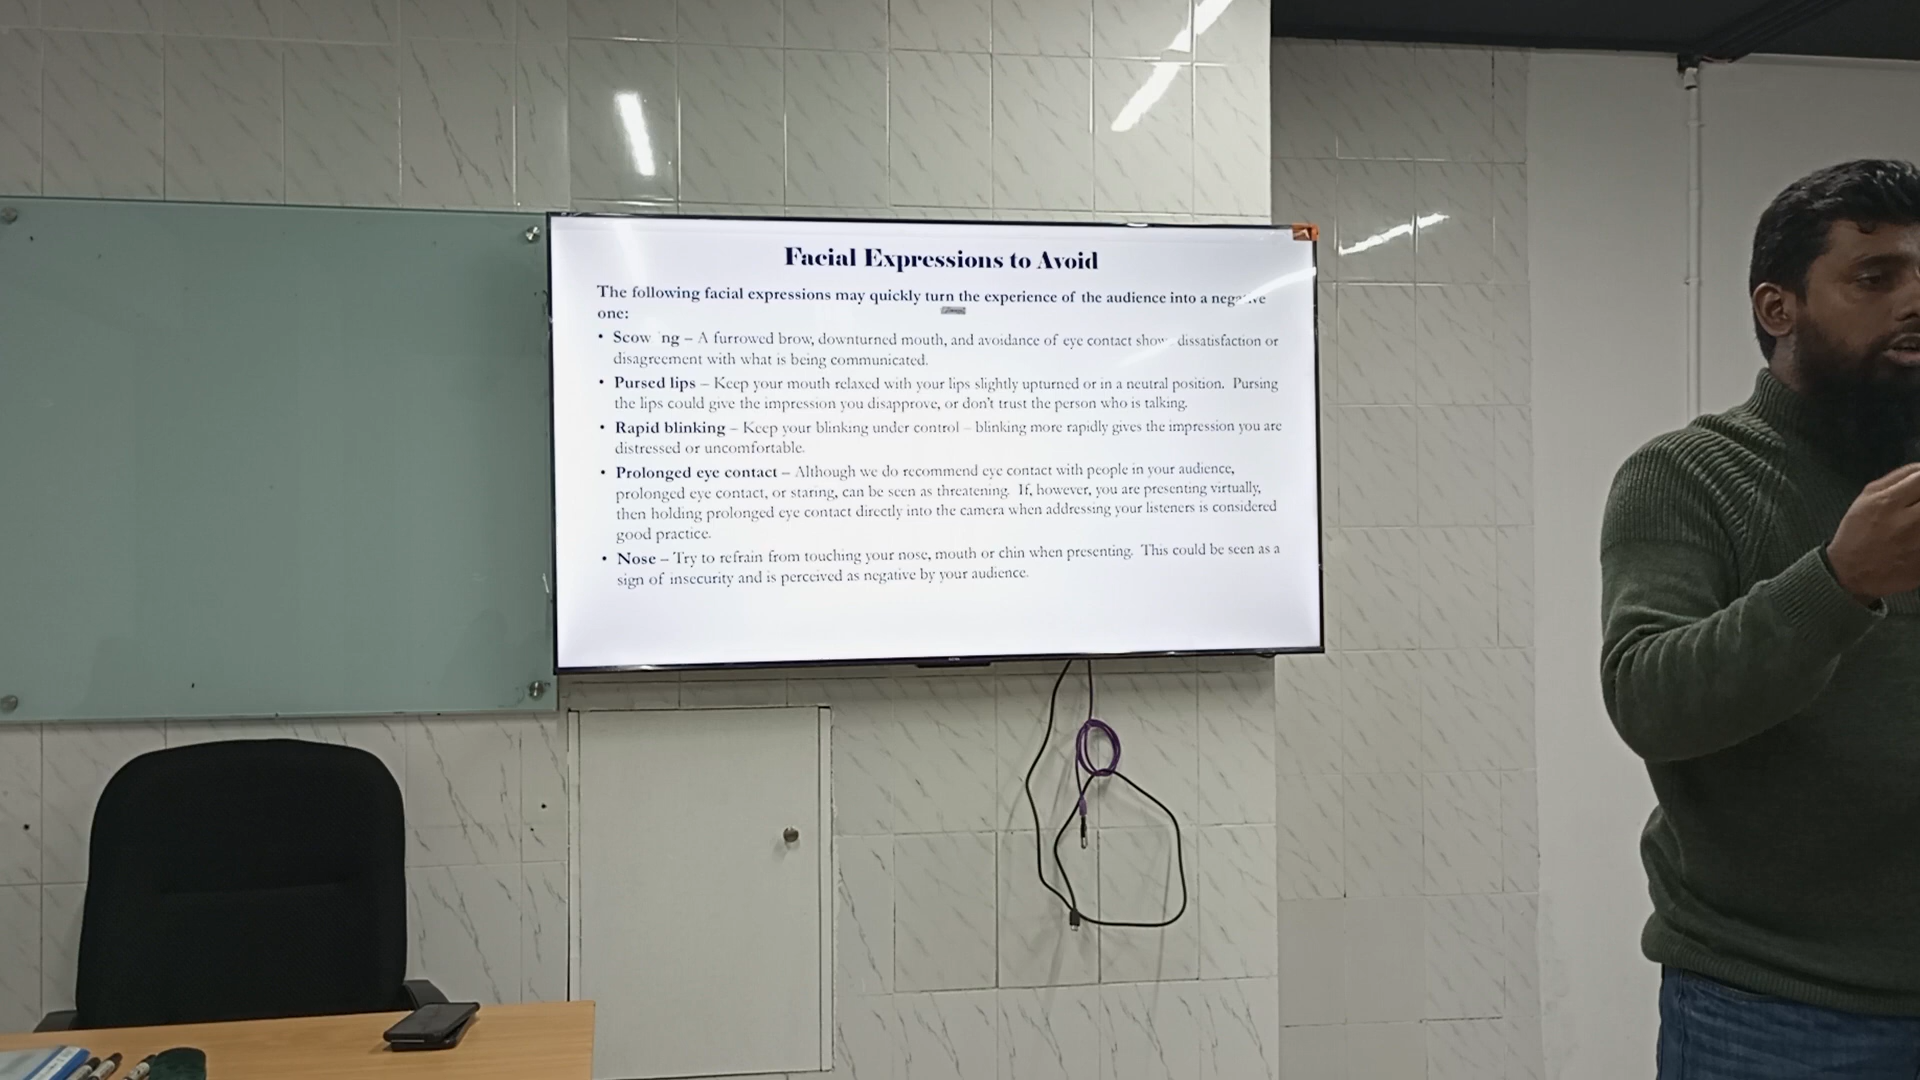 Facial Expressions to Avoid
The following facial expressions may quickly turn the experience of the audience into a
one:
• – A furrowed brow, downturned mouth, and avoidance of eye contact dissatisfaction or
disagreement with what is being communicated.
• Pursed lips – Keep your mouth relaxed with your lips slightly upturned or in a neutral position. Pursing
the lips could give the impression you disapprove, or don't trust the person who is talking.
• Rapid blinking – Keep your blinking under control – blinking more rapidly gives the impression you are
distressed or uncomfortable.
• Prolonged eye contact – Although we do recommend eye contact with people in your audience,
prolonged eye contact, or staring, can be seen as threatening. If, however, you are presenting virtually,
then holding prolonged eye contact directly into the camera when addressing your listeners is considered
good practice.
• Nose – Try to refrain from touching your nose, mouth or chin when presenting. This could be seen as a
sign of insecurity and is perceived as negative by your audience.